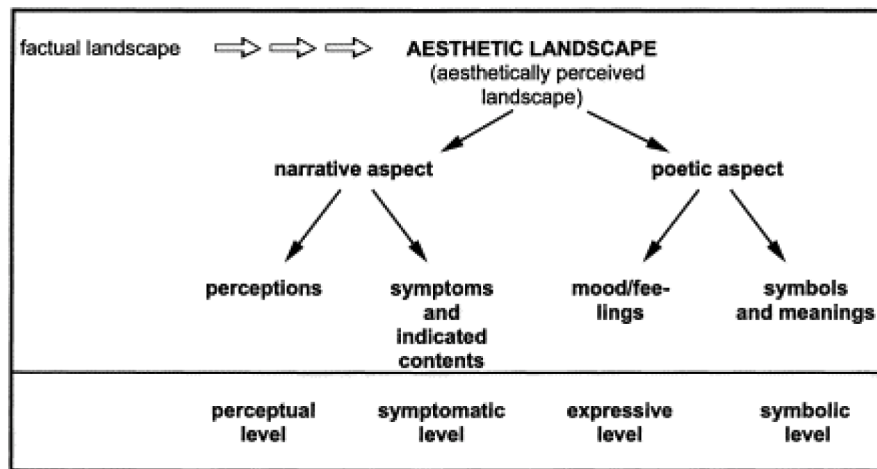 factual landscape
AESTHETIC LANDSCAPE
(aesthetically perceived
landscape)
narrative aspect
poetic aspect
perceptions
symptoms
and
indicated
contents
mood/fee-
lings
symbols
and meanings
perceptual
level
symptomatic
level
expressive
level
symbolic
level